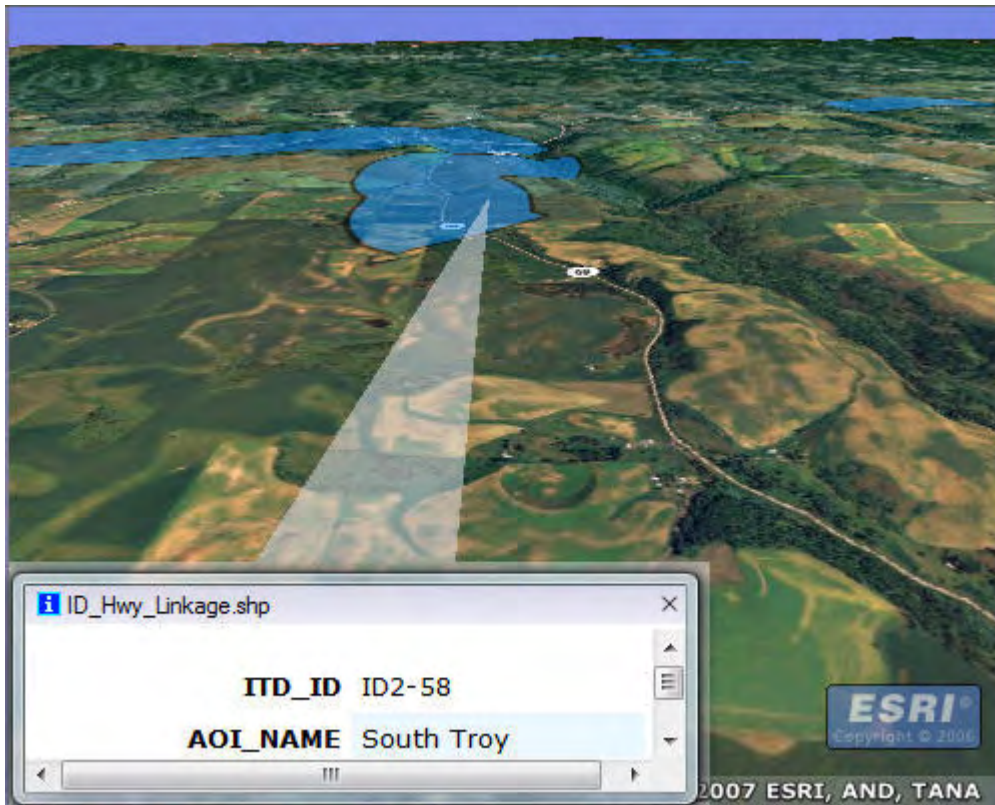 ID_Hwy_Linkage.shp
ITD_ID ID2-58
AOI_NAME South Troy
ESRI®
Copyright © 2006
2007 ESRI, AND, TANA